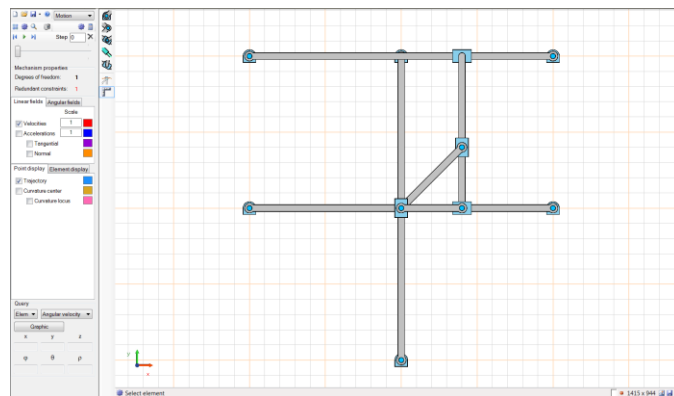 Motion
Step 0
Mechanism properties
Degrees of freedom: 1
Redundant constraints: 1
Linear fields Angular fields
Scale
Velocities 1
Accelerations 1
Tangential
Normal
Point display Element display
Trajectory
Curvature center
Curvature locus
Query
Elem Angular velocity
Graphic
x y z
φ θ ρ
y
x
Select element 1415 x 944